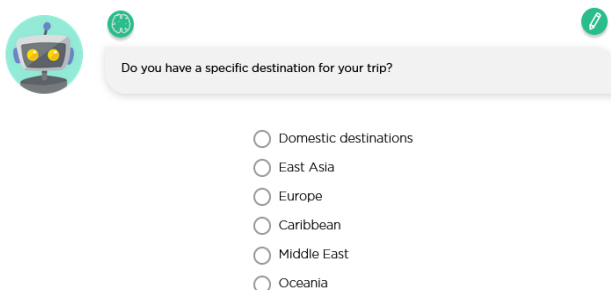 Do you have a specific destination for your trip?
Domestic destinations
East Asia
Europe
Caribbean
Middle East
Oceania